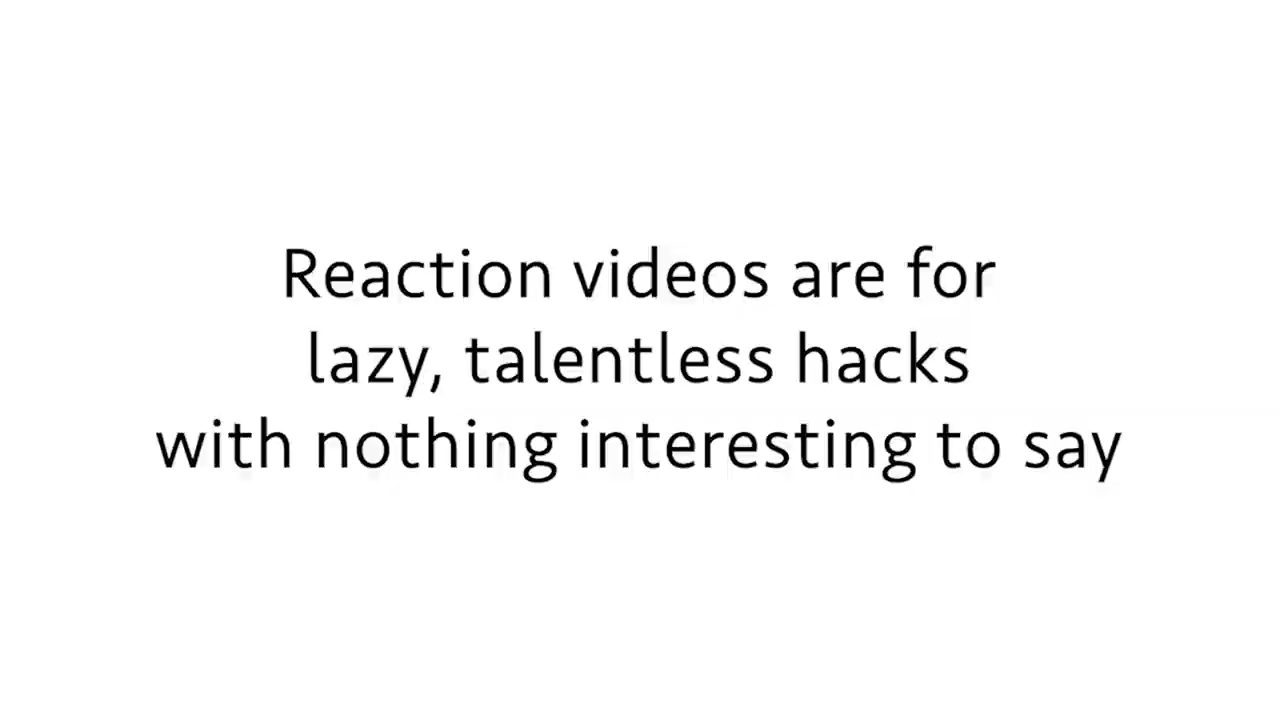 Reaction videos are for
lazy, talentless hacks
with nothing interesting to say